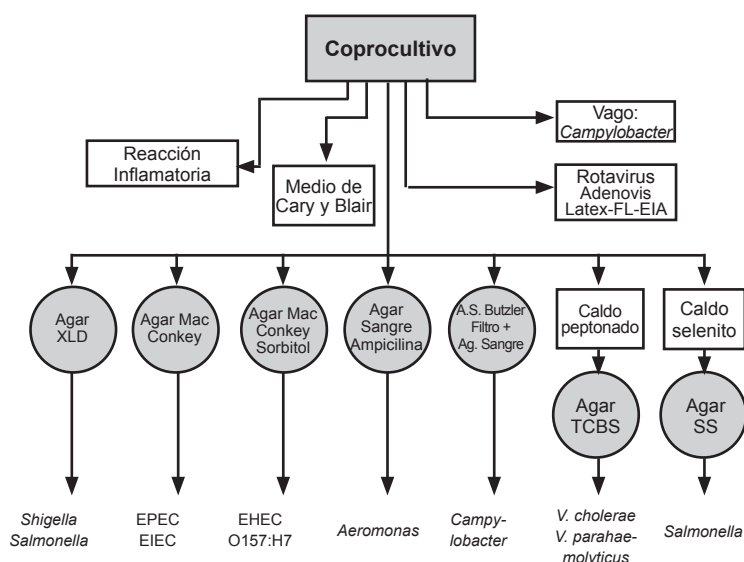 Coprocultivo
Vago:
Campylobacter
Reacción
Inflamatoria
Medio de
Cary y Blair
Rotavirus
Adenovis
Latex-FL-EIA
Agar
XLD
Agar Mac
Conkey
Agar Mac
Conkey
Sorbitol
Agar
Sangre
Ampicilina
A.S. Butzler
Filtro +
Ag. Sangre
Caldo
peptonado
Caldo
selenito
Agar
TCBS
Agar
SS
Shigella
Salmonella
EPEC
EIEC
EHEC
O157:H7
Aeromonas
Campy-
lobacter
V. cholerae
V. parahae-
molyticus
Salmonella